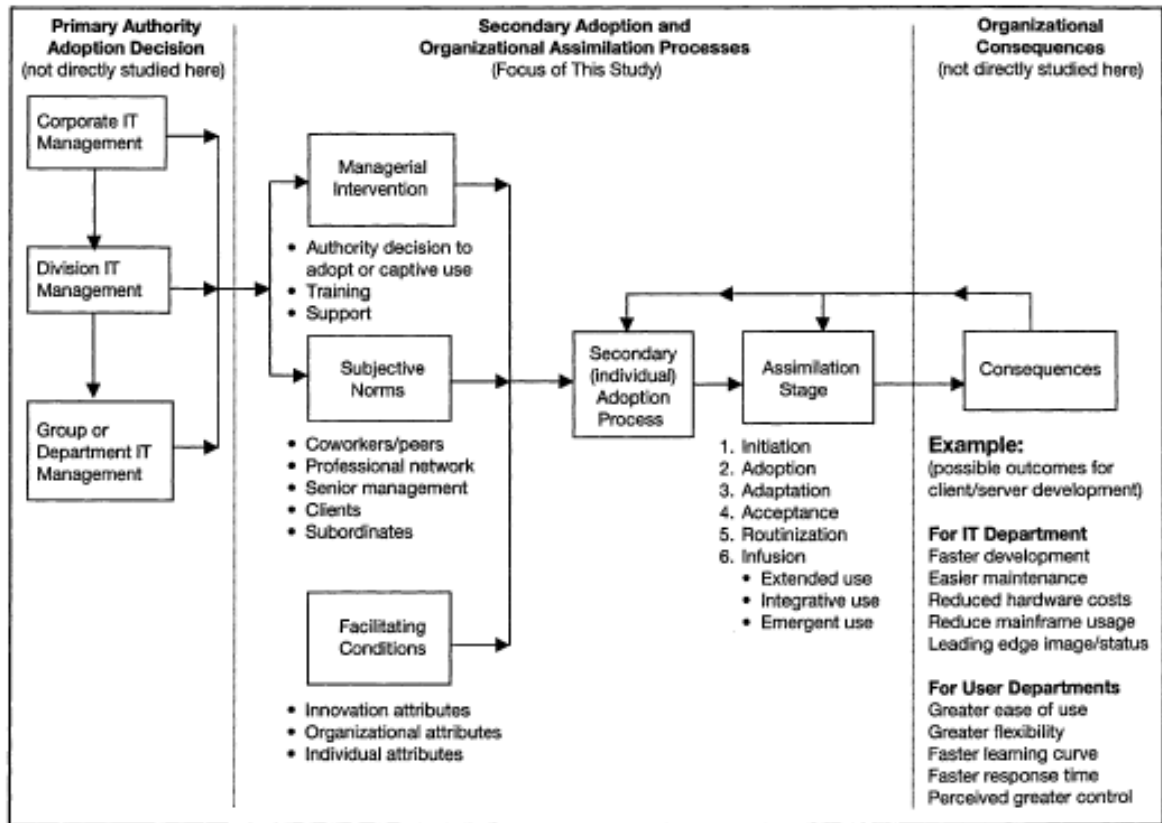 Primary Authority
Adoption Decision
(not directly studied here)
Corporate IT
Management
Division IT
Management
Group or
Department IT
Management
Secondary Adoption and
Organizational Assimilation Processes
(Focus of This Study)
Managerial
Intervention
• Authority decision to
adopt or captive use
• Training
• Support
Subjective
Norms
• Coworkers/peers
• Professional network
• Senior management
• Clients
• Subordinates
Facilitating
Conditions
• Innovation attributes
• Organizational attributes
• Individual attributes
Secondary
(individual)
Adoption
Process
Assimilation
Stage
1. Initiation
2. Adoption
3. Adaptation
4. Acceptance
5. Routinization
6. Infusion
• Extended use
• Integrative use
• Emergent use
Organizational
Consequences
(not directly studied here)
Consequences
Example:
(possible outcomes for
client/server development)
For IT Department
Faster development
Easier maintenance
Reduced hardware costs
Reduce mainframe usage
Leading edge image/status
For User Departments
Greater ease of use
Greater flexibility
Faster learning curve
Faster response time
Perceived greater control